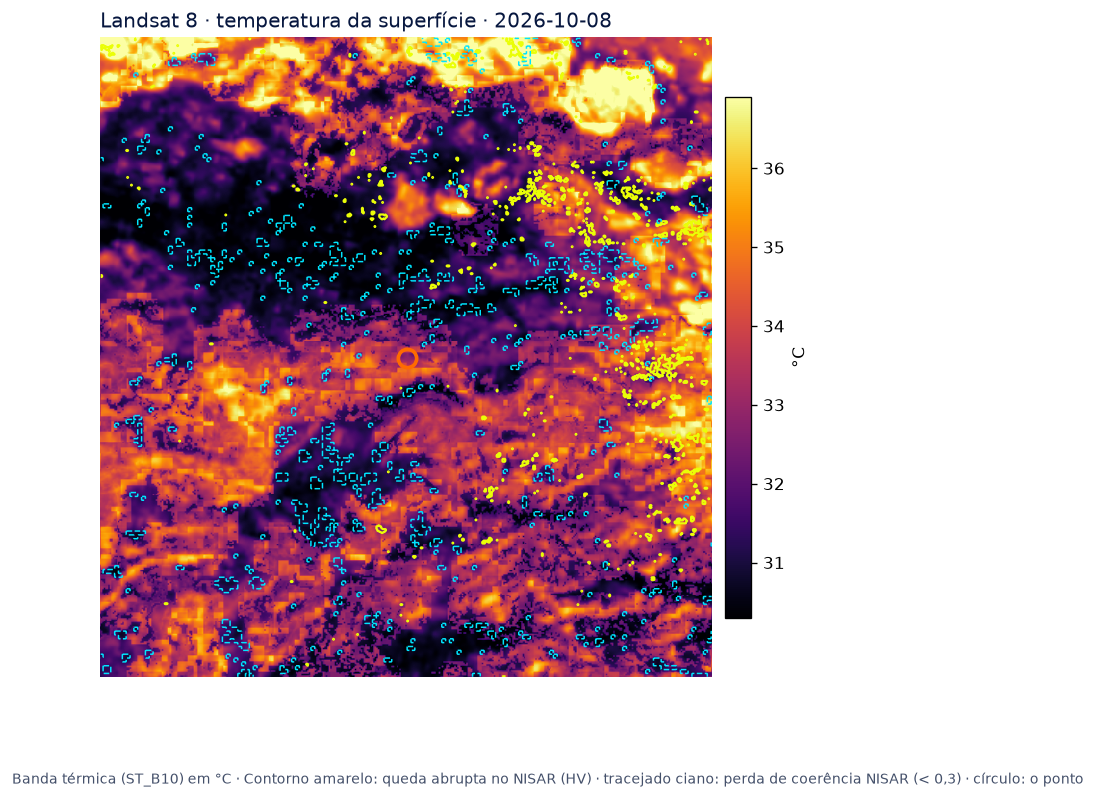 Landsat 8 · temperatura da superfície · 2026-10-08
36
35
34
33
32
31
°C
Banda térmica (ST_B10) em °C · Contorno amarelo: queda abrupta no NISAR (HV) · tracejado ciano: perda de coerência NISAR (< 0,3) · círculo: o ponto